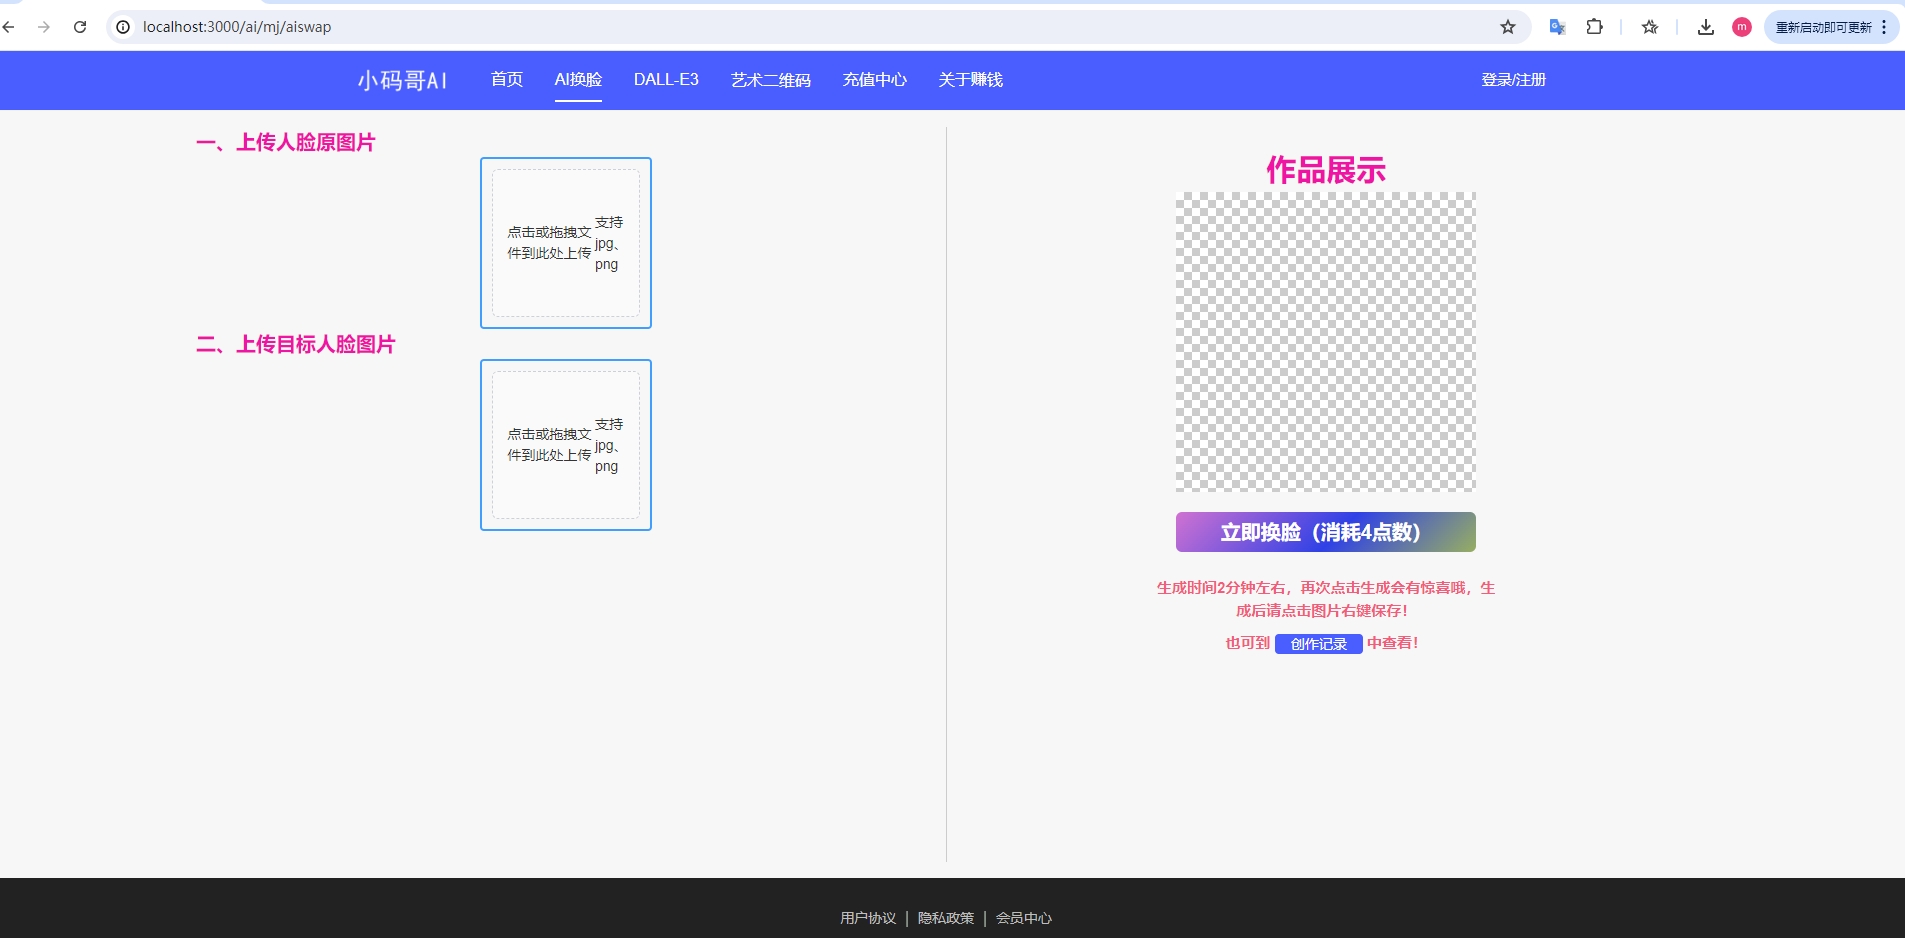 localhost:3000/ai/mj/aiswap
m
重新启动即可更新
小码哥AI
首页
AI换脸
DALL-E3
艺术二维码
充值中心
关于赚钱
登录/注册
一、上传人脸原图片
点击或拖拽文
件到此处上传
支持
jpg、
png
二、上传目标人脸图片
点击或拖拽文
件到此处上传
支持
jpg、
png
作品展示
立即换脸（消耗4点数）
生成时间2分钟左右，再次点击生成会有惊喜哦，生
成后请点击图片右键保存！
也可到 创作记录 中查看！
用户协议 | 隐私政策 | 会员中心